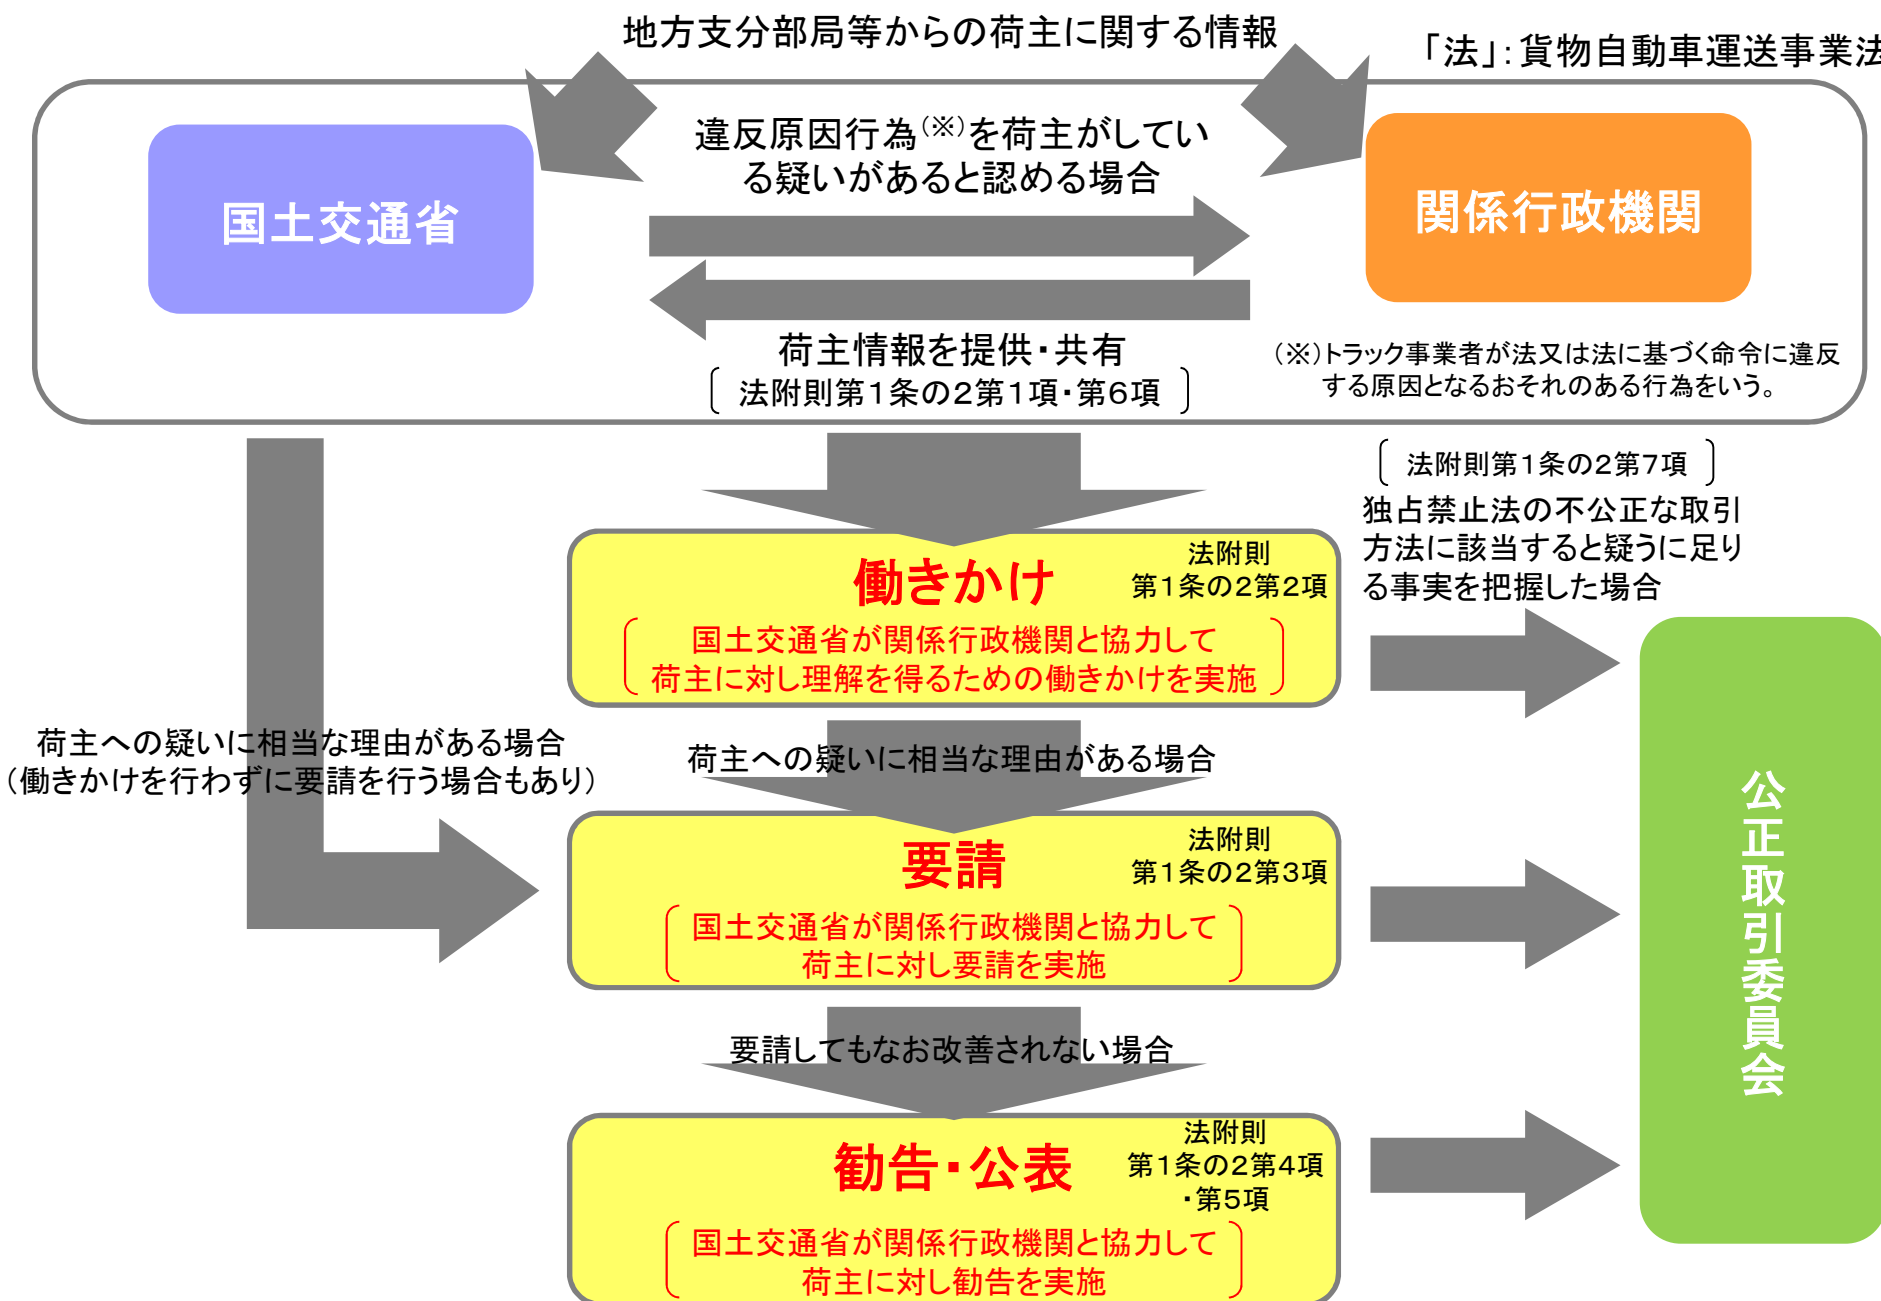 地方支分部局等からの荷主に関する情報
「法」：貨物自動車運送事業法
違反原因行為(※)を荷主がしてい
る疑いがあると認める場合
国土交通省
関係行政機関
荷主情報を提供・共有
法附則第１条の２第１項・第６項
(※)トラック事業者が法又は法に基づく命令に違反
する原因となるおそれのある行為をいう。
法附則第１条の２第７項
独占禁止法の不公正な取引
方法に該当すると疑うに足り
る事実を把握した場合
働きかけ
法附則
第１条の２第２項
国土交通省が関係行政機関と協力して
荷主に対し理解を得るための働きかけを実施
荷主への疑いに相当な理由がある場合
（働きかけを行わずに要請を行う場合もあり）
荷主への疑いに相当な理由がある場合
要請
法附則
第１条の２第３項
国土交通省が関係行政機関と協力して
荷主に対し要請を実施
公正取引委員会
要請してもなお改善されない場合
勧告・公表
法附則
第１条の２第４項
・第５項
国土交通省が関係行政機関と協力して
荷主に対し勧告を実施